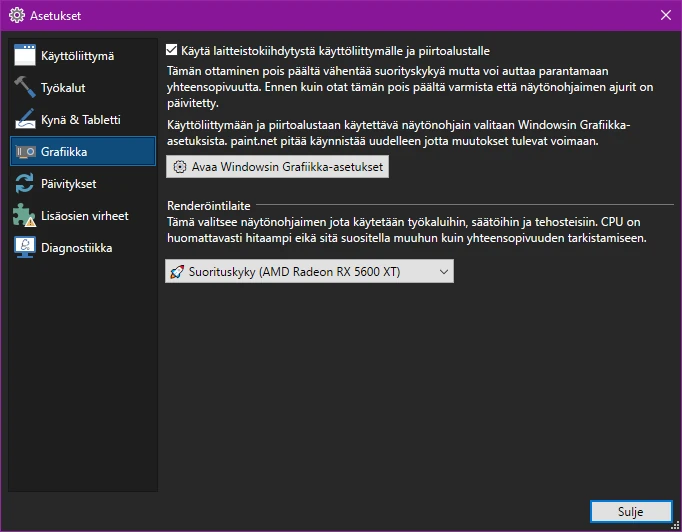 Asetukset
Käyttöliittymä
Työkalut
Kynä & Tabletti
Grafiikka
Päivitykset
Lisäosien virheet
Diagnostiikka
Käytä laitteistokiihdytystä käyttöliittymälle ja piirtoalustalle
Tämän ottaminen pois päältä vähentää suorityskykyä mutta voi auttaa parantamaan
yhteensopivuutta. Ennen kuin otat tämän pois päältä varmista että näytönohjaimen ajurit on
päivitetty.
Käyttöliittymään ja piirtoalustaan käytettävä näytönohjain valitaan Windowsin Grafiikka-
asetuksista. paint.net pitää käynnistää uudelleen jotta muutokset tulevat voimaan.
Avaa Windowsin Grafiikka-asetukset
Renderöintilaite
Tämä valitsee näytönohjaimen jota käytetään työkaluihin, säätöihin ja tehosteisiin. CPU on
huomattavasti hitaampi eikä sitä suositella muuhun kuin yhteensopivuuden tarkistamiseen.
Suorituskyky (AMD Radeon RX 5600 XT)
Sulje